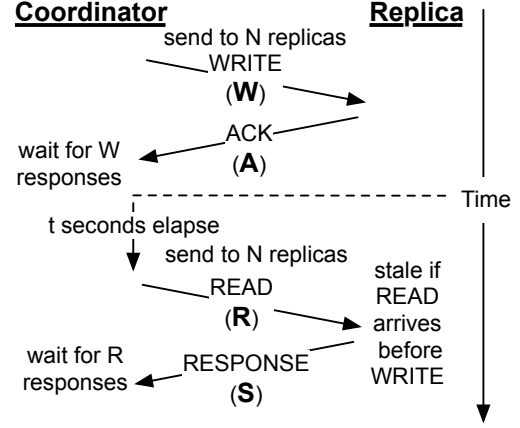 Coordinator
Replica
send to N replicas
WRITE
(W)
ACK
(A)
wait for W
responses
Time
t seconds elapse
send to N replicas
READ
(R)
stale if
READ
arrives
before
WRITE
wait for R
responses
RESPONSE
(S)